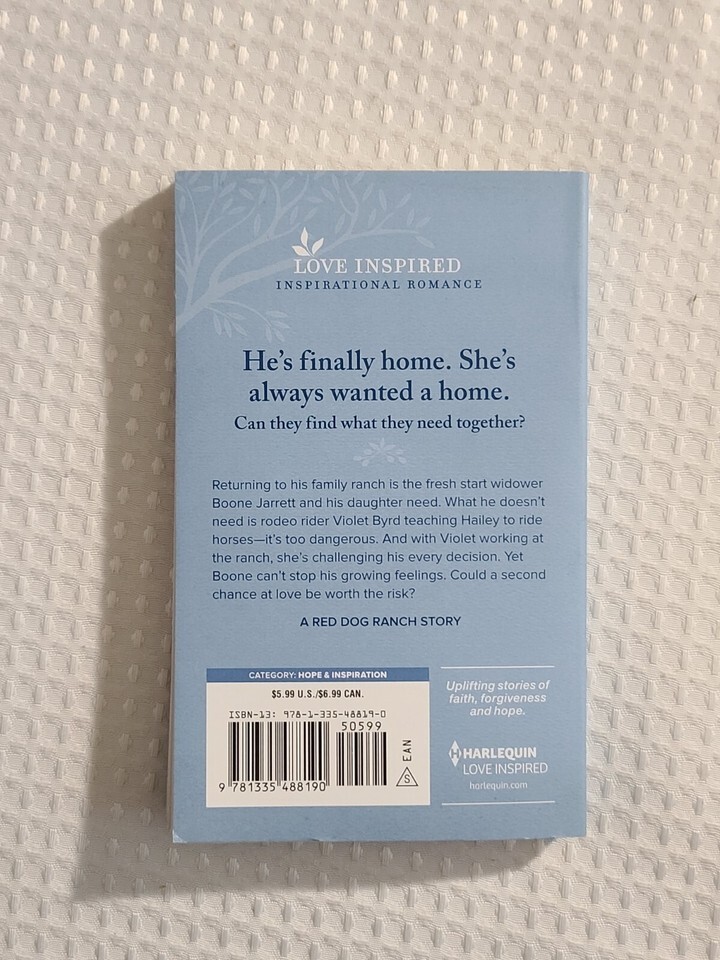 LOVE INSPIRED
INSPIRATIONAL ROMANCE
He's finally home. She's
always wanted a home.
Can they find what they need together?
Returning to his family ranch is the fresh start widower
Boone Jarrett and his daughter need. What he doesn't
need is rodeo rider Violet Byrd teaching Hailey to ride
horses—it's too dangerous. And with Violet working at
the ranch, she's challenging his every decision. Yet
Boone can't stop his growing feelings. Could a second
chance at love be worth the risk?
A RED DOG RANCH STORY
CATEGORY: HOPE & INSPIRATION
$5.99 U.S./$6.99 CAN.
ISBN-13: 978-1-335-48819-0
50599
9 781335 488190
EAN
S
Uplifting stories of
faith, forgiveness
and hope.
HARLEQUIN
LOVE INSPIRED
harlequin.com